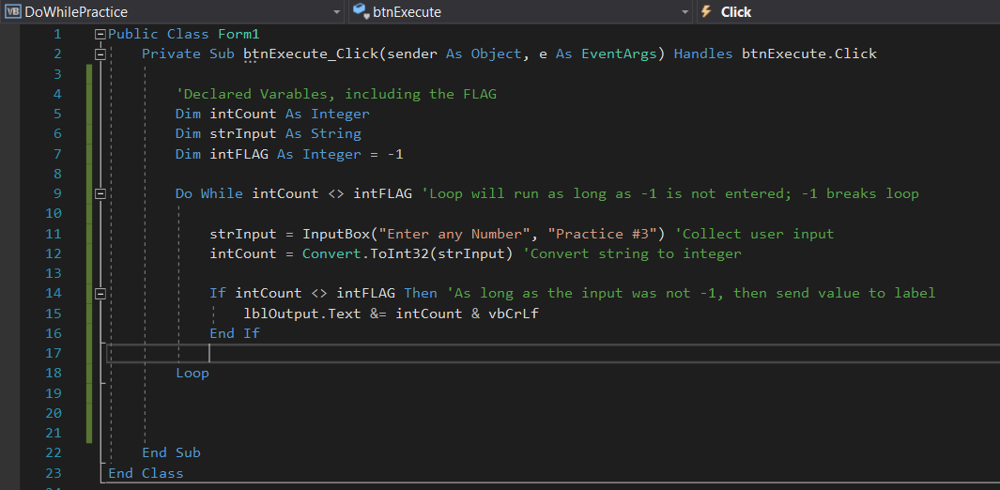 VB DoWhilePractice btnExecute Click
1 Public Class Form1
2 Private Sub btnExecute_Click(sender As Object, e As EventArgs) Handles btnExecute.Click
3
4 'Declared Varables, including the FLAG
5 Dim intCount As Integer
6 Dim strInput As String
7 Dim intFLAG As Integer = -1
8
9 Do While intCount <> intFLAG 'Loop will run as long as -1 is not entered; -1 breaks loop
10
11 strInput = InputBox("Enter any Number", "Practice #3") 'Collect user input
12 intCount = Convert.ToInt32(strInput) 'Convert string to integer
13
14 If intCount <> intFLAG Then 'As long as the input was not -1, then send value to label
15 lblOutput.Text &= intCount & vbCrLf
16 End If
17
18 Loop
19
20
21
22 End Sub
23 End Class